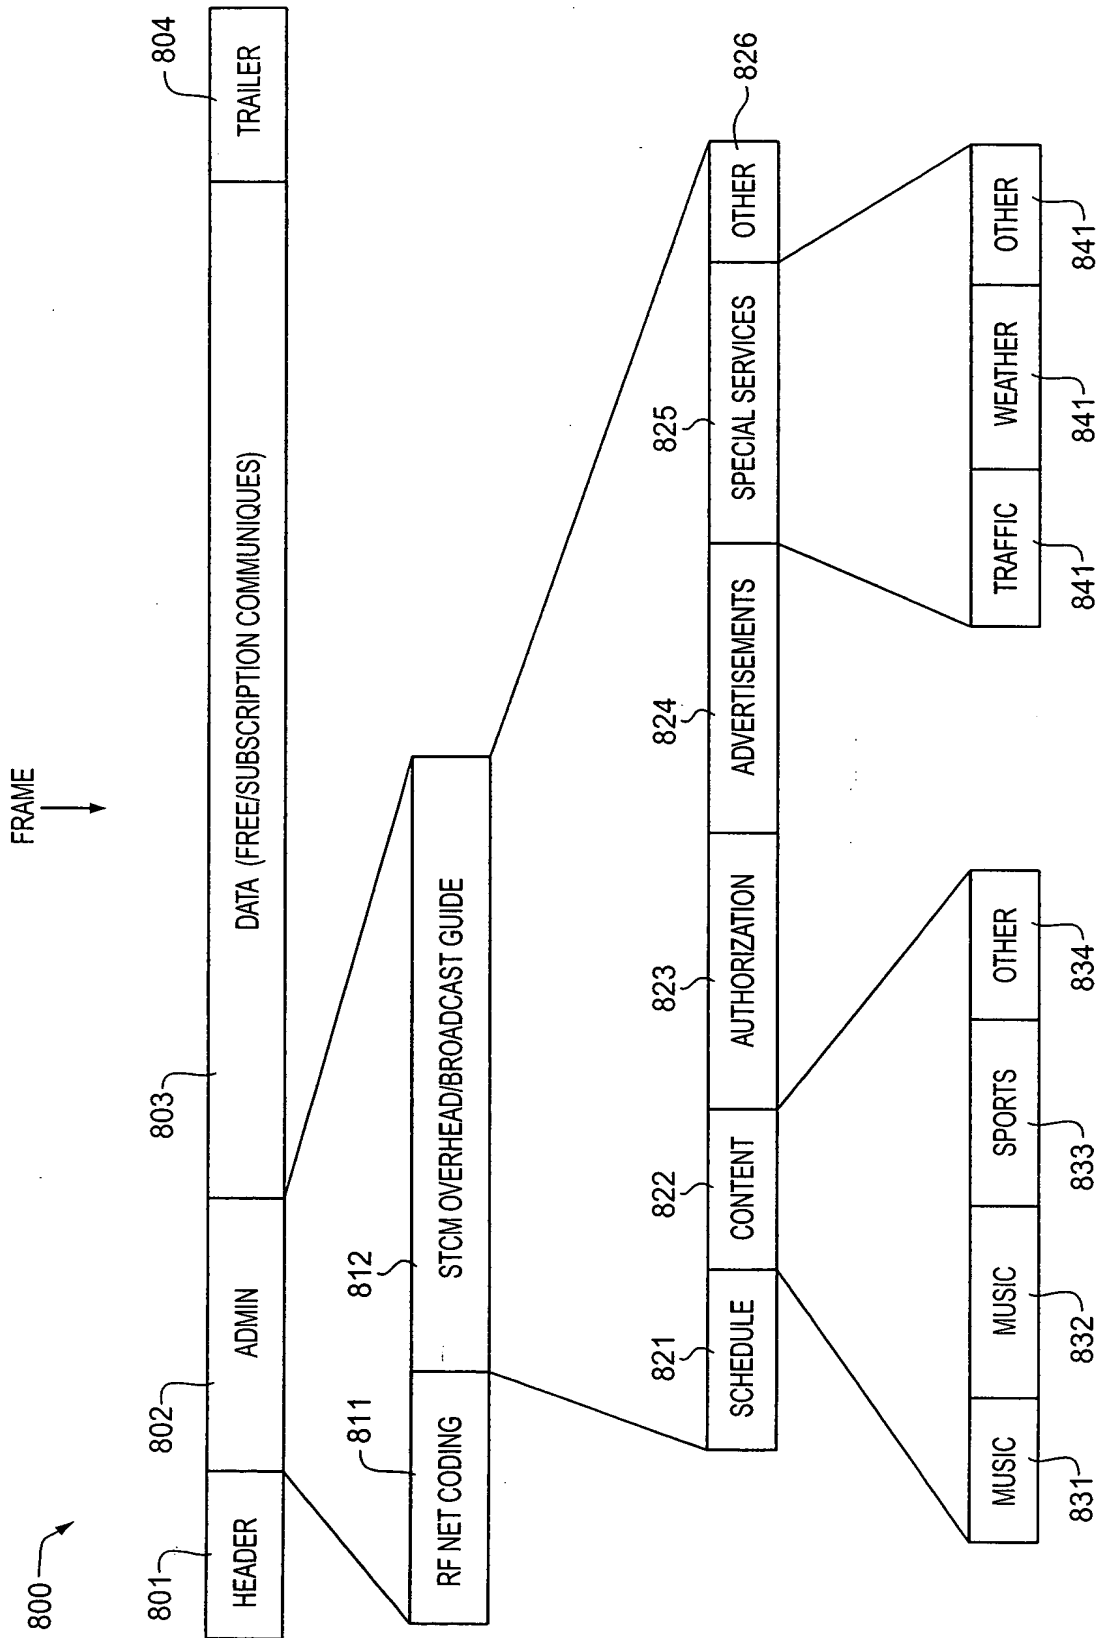 FRAME
800
801
802
803
804
HEADER
ADMIN
DATA (FREE/SUBSCRIPTION COMMUNIQUES)
TRAILER
811
812
RF NET CODING
STCM OVERHEAD/BROADCAST GUIDE
821
822
823
824
825
826
SCHEDULE
CONTENT
AUTHORIZATION
ADVERTISEMENTS
SPECIAL SERVICES
OTHER
MUSIC
MUSIC
SPORTS
OTHER
831
832
833
834
TRAFFIC
WEATHER
OTHER
841
841
841